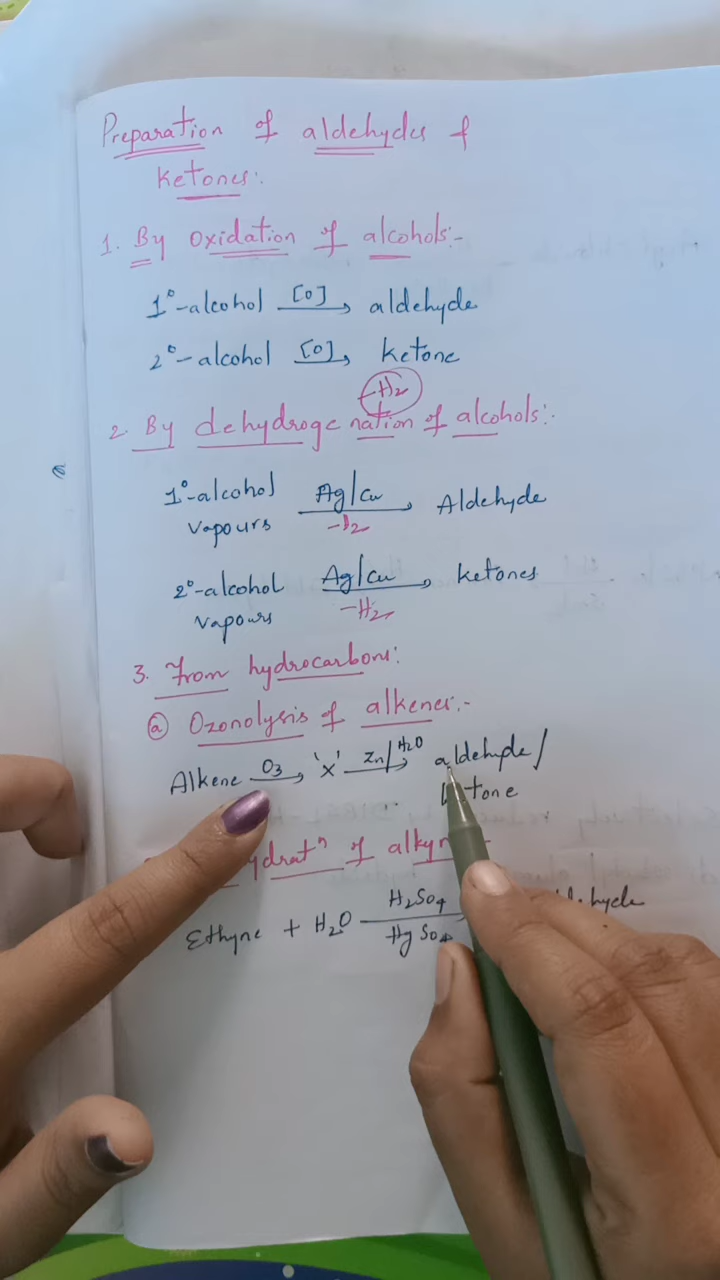 Preparation of aldehydes &
Ketones:
1. By Oxidation of alcohols:-
1°-alcohol [O] → aldehyde
2°-alcohol [O] → ketone
-H2
2. By dehydrogenation of alcohols:-
1°-alcohol Ag/Cu → Aldehyde
vapours
2°-alcohol Ag/Cu → ketones
vapours -H2
3. From hydrocarbons:
(a) Ozonolysis of alkenes:-
Alkene O3 → 'X' Zn/H2O → aldehyde/
of
Ethyne + H2O H2SO4
HgSO4